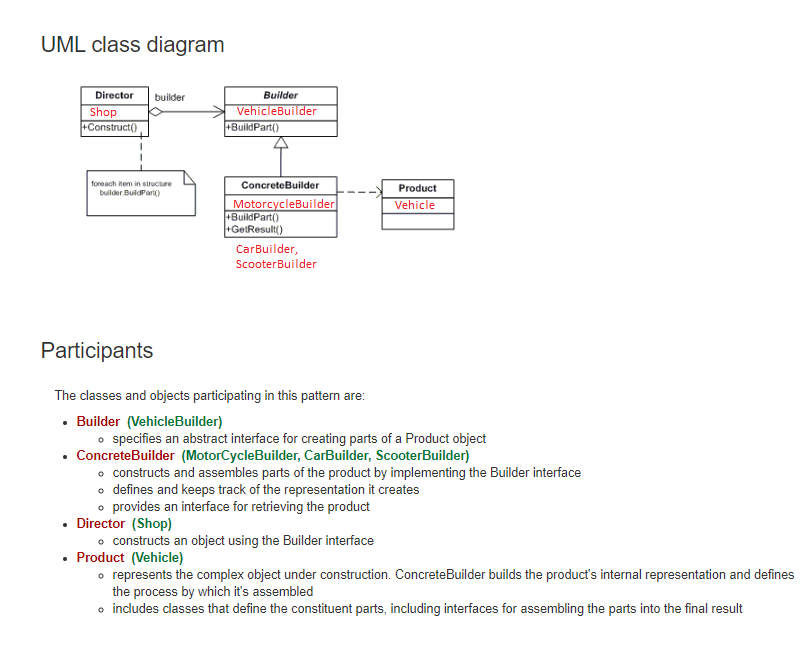 UML class diagram
Director
builder
Builder
Shop
VehicleBuilder
+Construct()
+BuildPart()
foreach item in structure
builder.BuildPart()
ConcreteBuilder
Product
MotorcycleBuilder
Vehicle
+BuildPart()
+GetResult()
CarBuilder,
ScooterBuilder
Participants
The classes and objects participating in this pattern are:
Builder (VehicleBuilder)
specifies an abstract interface for creating parts of a Product object
ConcreteBuilder (MotorCycleBuilder, CarBuilder, ScooterBuilder)
constructs and assembles parts of the product by implementing the Builder interface
defines and keeps track of the representation it creates
provides an interface for retrieving the product
Director (Shop)
constructs an object using the Builder interface
Product (Vehicle)
represents the complex object under construction. ConcreteBuilder builds the product's internal representation and defines
the process by which it's assembled
includes classes that define the constituent parts, including interfaces for assembling the parts into the final result